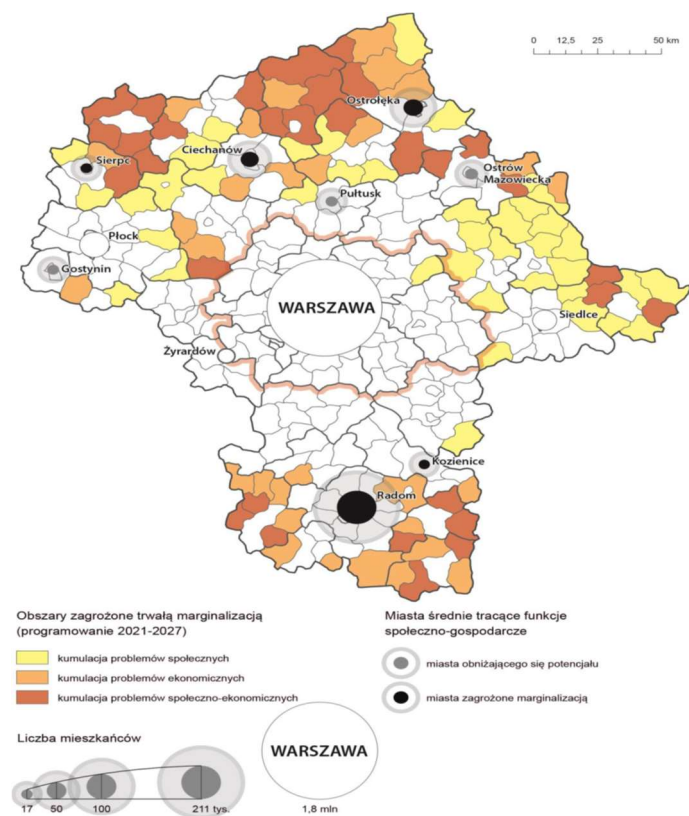 0 12,5 25 50 km
Ostrołęka
Ciechanów
Sierpc
Ostrów
Mazowiecka
Pułtusk
Płock
Gostynin
WARSZAWA
Siedlce
Żyrardów
Kozienice
Radom
Obszary zagrożone trwałą marginalizacją
(programowanie 2021-2027)
kumulacja problemów społecznych
kumulacja problemów ekonomicznych
kumulacja problemów społeczno-ekonomicznych
Miasta średnie tracące funkcje
społeczno-gospodarcze
miasta obniżającego się potencjału
miasta zagrożone marginalizacją
Liczba mieszkańców
17 50 100 211 tys.
WARSZAWA
1,8 mln